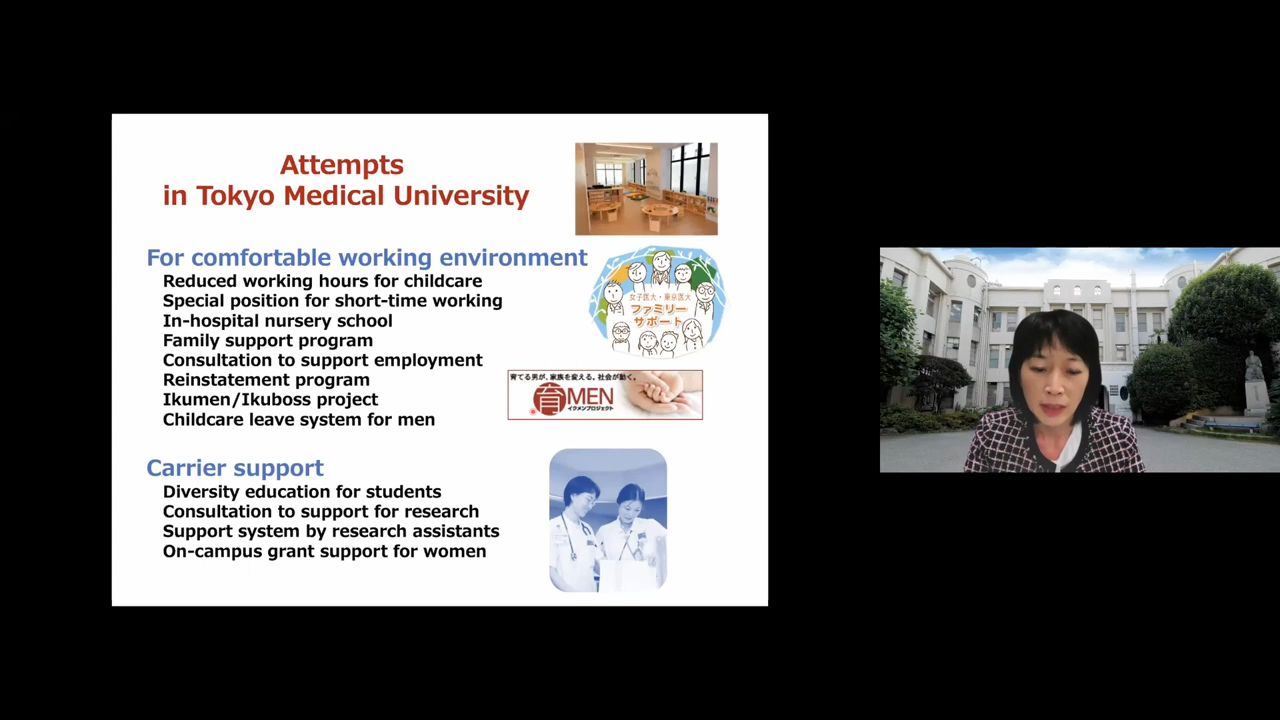 Attempts
in Tokyo Medical University
For comfortable working environment
Reduced working hours for childcare
Special position for short-time working
In-hospital nursery school
Family support program
Consultation to support employment
Reinstatement program
Ikumen/Ikuboss project
Childcare leave system for men
女子医大・東京医大
ファミリー
サポート
育てる男が、家族を変える。社会が動く。
育MEN
イクメンプロジェクト
Carrier support
Diversity education for students
Consultation to support for research
Support system by research assistants
On-campus grant support for women